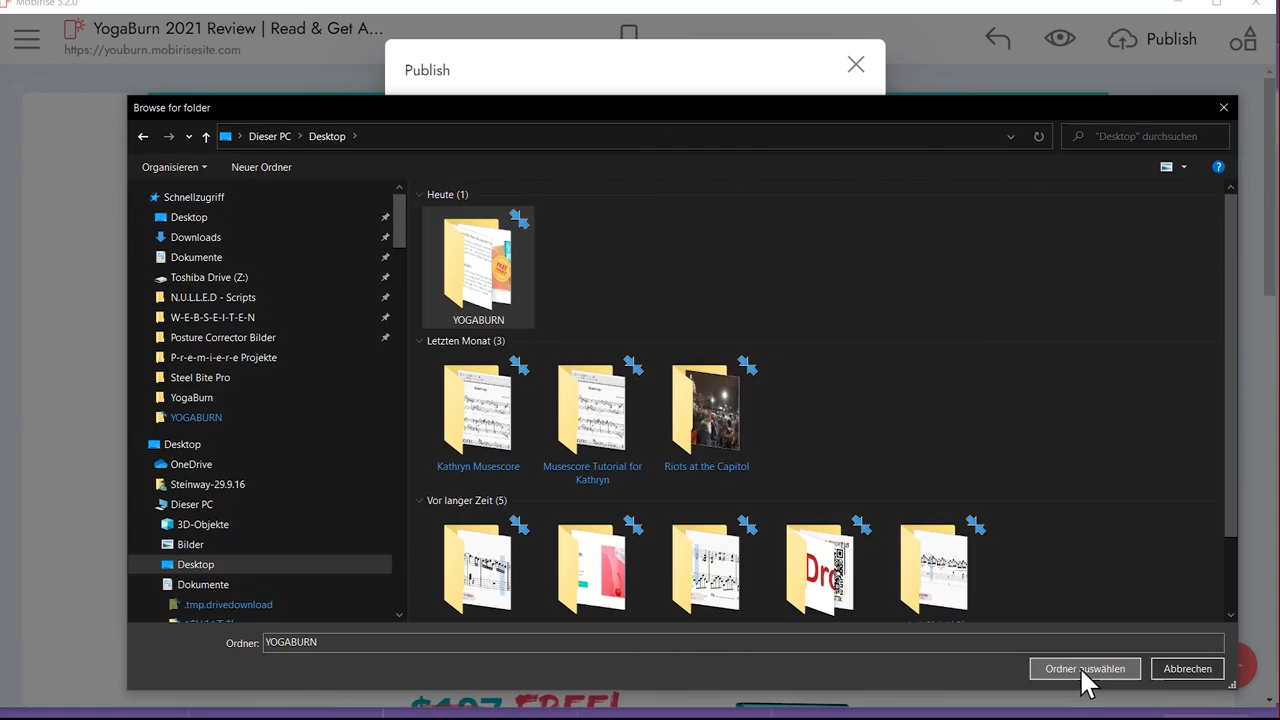 Mobirise 5.2.0
YogaBurn 2021 Review | Read & Get A...
https://youburn.mobirisesite.com
Publish
Publish
Browse for folder
Dieser PC
Desktop
"Desktop" durchsuchen
Organisieren
Neuer Ordner
Schnellzugriff
Desktop
Downloads
Dokumente
Toshiba Drive (Z:)
N.U.L.L.E.D - Scripts
W-E-B-S-E-I-T-E-N
Posture Corrector Bilder
P-r-e-m-i-e-r-e Projekte
Steel Bite Pro
YogaBurn
YOGABURN
Desktop
OneDrive
Steinway-29.9.16
Dieser PC
3D-Objekte
Bilder
Desktop
Dokumente
.tmp.drivedownload
Heute (1)
YOGABURN
Letzten Monat (3)
Kathryn Musescore
Musescore Tutorial for
Kathryn
Riots at the Capitol
Vor langer Zeit (5)
Dro
Ordner:
YOGABURN
Ordner auswählen
Abbrechen
FREE!